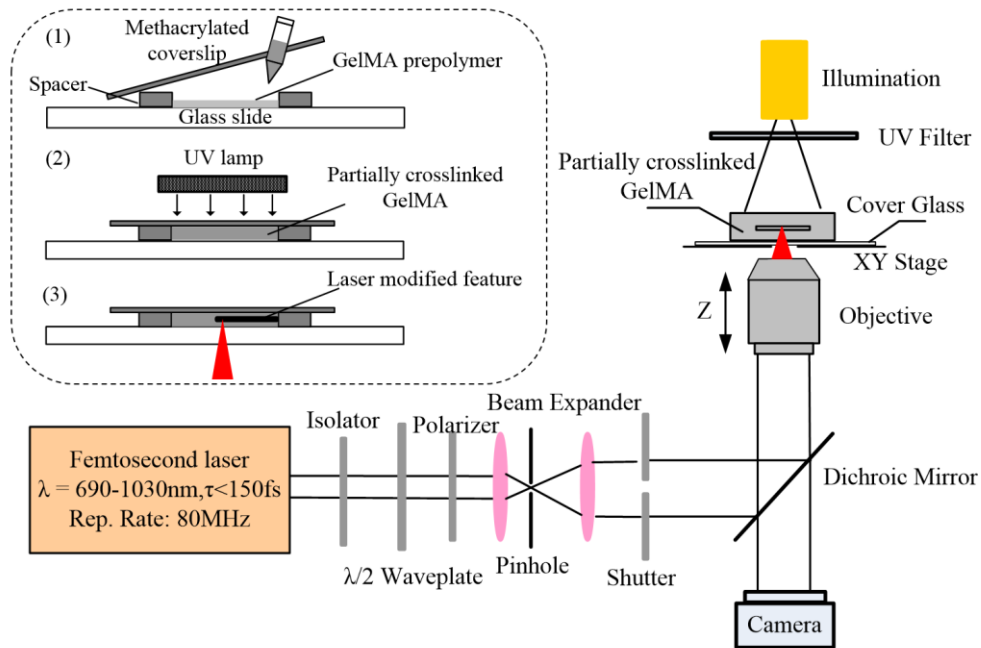 (1)
Methacrylated
coverslip
GelMA prepolymer
Spacer
Glass slide
(2)
UV lamp
Partially crosslinked
GelMA
(3)
Laser modified feature
Illumination
UV Filter
Partially crosslinked
GelMA
Cover Glass
XY Stage
Z
Objective
Femtosecond laser
λ = 690-1030nm,τ<150fs
Rep. Rate: 80MHz
Isolator
λ/2 Waveplate
Polarizer
Beam Expander
Pinhole
Shutter
Dichroic Mirror
Camera